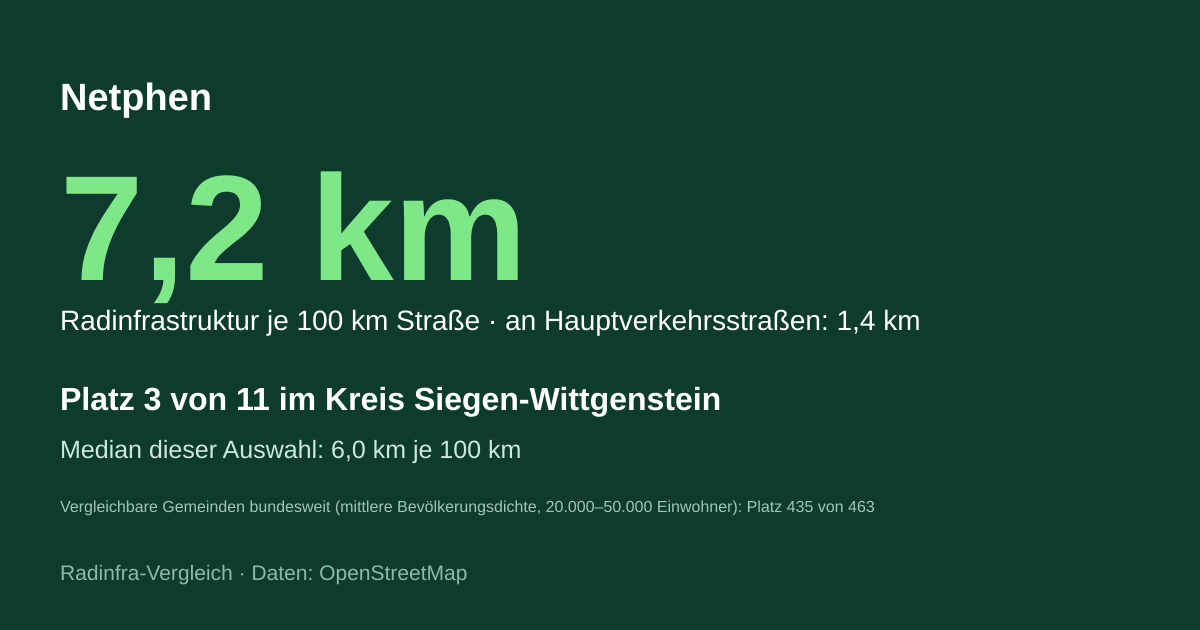 Netphen
7,2 km
Radinfrastruktur je 100 km Straße · an Hauptverkehrsstraßen: 1,4 km
Platz 3 von 11 im Kreis Siegen-Wittgenstein
Median dieser Auswahl: 6,0 km je 100 km
Vergleichbare Gemeinden bundesweit (mittlere Bevölkerungsdichte, 20.000–50.000 Einwohner): Platz 435 von 463
Radinfra-Vergleich · Daten: OpenStreetMap